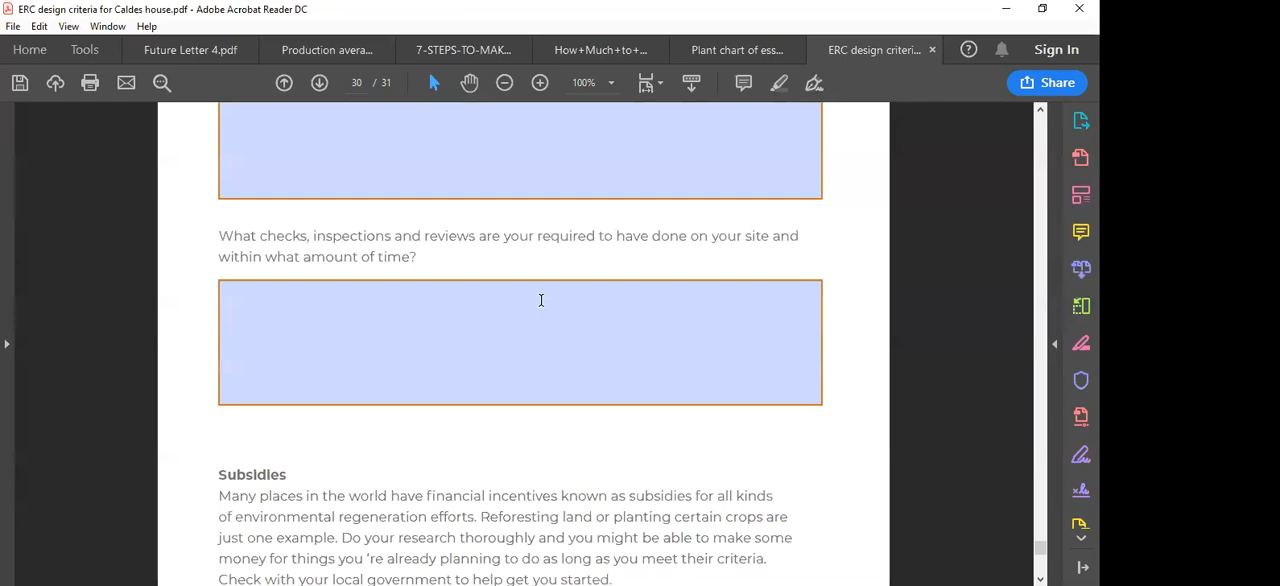 ERC design criteria for Caldes house.pdf - Adobe Acrobat Reader DC
File Edit View Window Help
Home Tools Future Letter 4.pdf Production avera... 7-STEPS-TO-MAK... How+Much+to+... Plant chart of ess... ERC design criteri... × ? Sign In
30 / 31 100% Share
What checks, inspections and reviews are your required to have done on your site and
within what amount of time?
Subsidies
Many places in the world have financial incentives known as subsidies for all kinds
of environmental regeneration efforts. Reforesting land or planting certain crops are
just one example. Do your research thoroughly and you might be able to make some
money for things you ‘re already planning to do as long as you meet their criteria.
Check with your local government to help get you started.